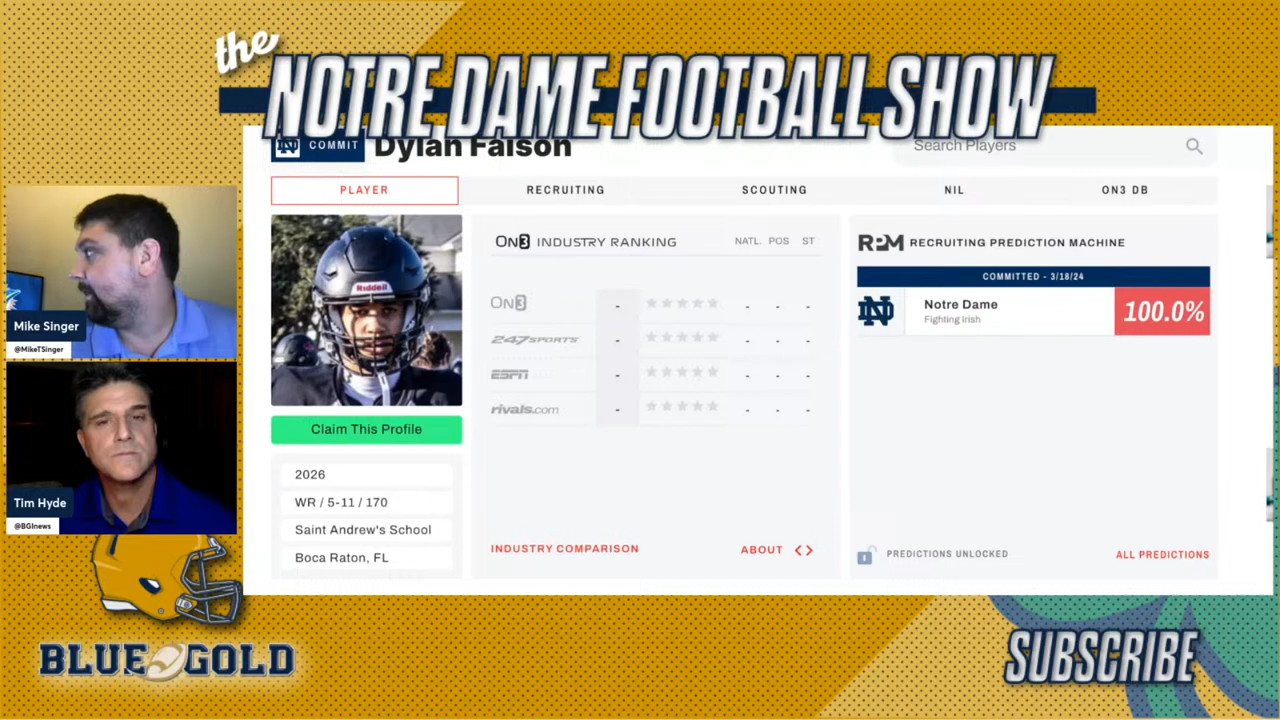 the
NOTRE DAME FOOTBALL SHOW
COMMIT Dylan Faison
Search Players
PLAYER RECRUITING SCOUTING NIL ON3 DB
ON3 INDUSTRY RANKING NATL. POS ST
ON3 - - - -
247SPORTS - - - -
ESPN - - - -
rivals.com - - - -
INDUSTRY COMPARISON
ABOUT < >
RPM RECRUITING PREDICTION MACHINE
COMMITTED - 3/18/24
ND Notre Dame 100.0%
Fighting Irish
PREDICTIONS UNLOCKED ALL PREDICTIONS
Riddell
Claim This Profile
2026
WR / 5-11 / 170
Saint Andrew's School
Boca Raton, FL
Mike Singer
@MikeTSinger
Tim Hyde
@BGInews
BLUE GOLD
SUBSCRIBE